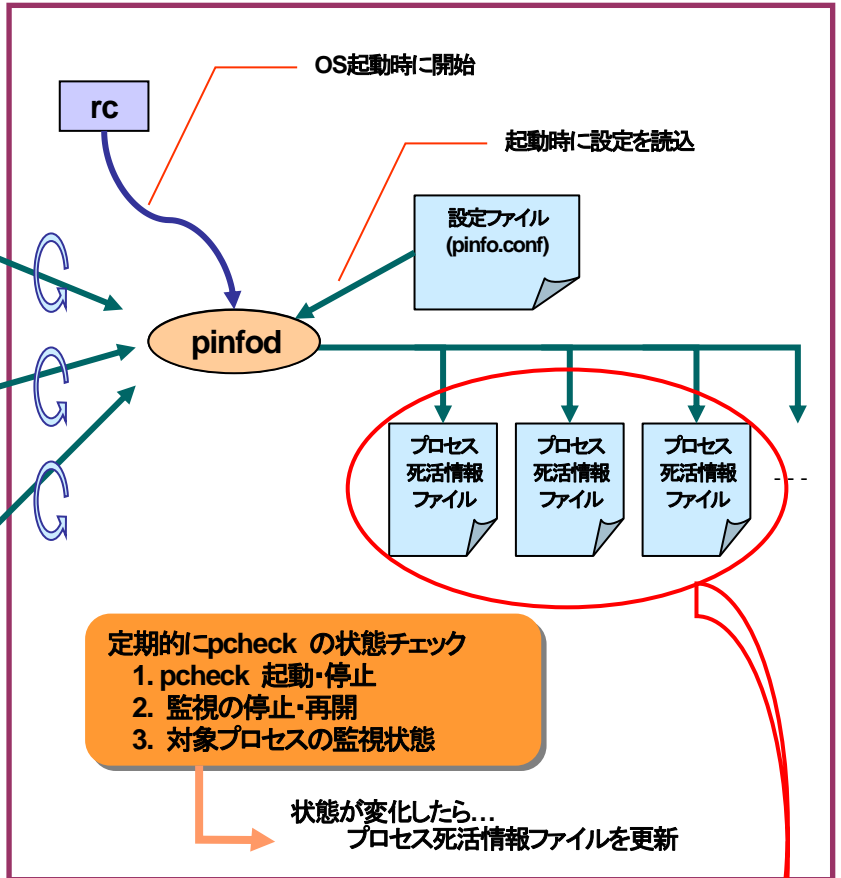 OS起動時に開始
rc
起動時に設定を読込
設定ファイル
(pinfo.conf)
pinfod
プロセス
死活情報
ファイル
プロセス
死活情報
ファイル
プロセス
死活情報
ファイル
- - -
定期的にpcheck の状態チェック
1. pcheck 起動・停止
2. 監視の停止・再開
3. 対象プロセスの監視状態
状態が変化したら...
プロセス死活情報ファイルを更新